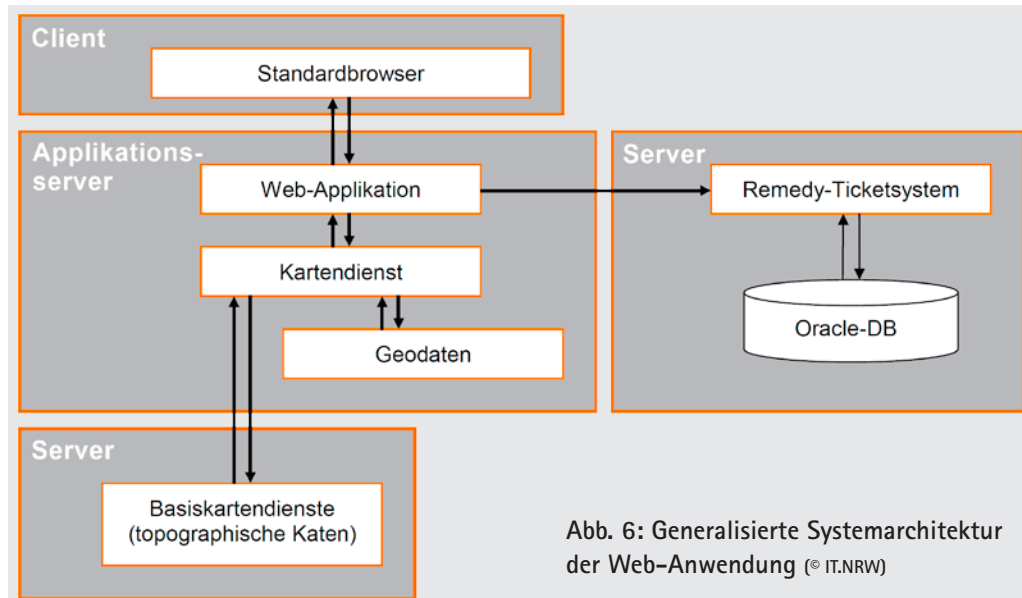 Client
Standardbrowser
Applikations-
server
Web-Applikation
Kartendienst
Geodaten
Server
Remedy-Ticketsystem
Oracle-DB
Server
Basiskartendienste
(topographische Katen)
Abb. 6: Generalisierte Systemarchitektur
der Web-Anwendung (© IT.NRW)